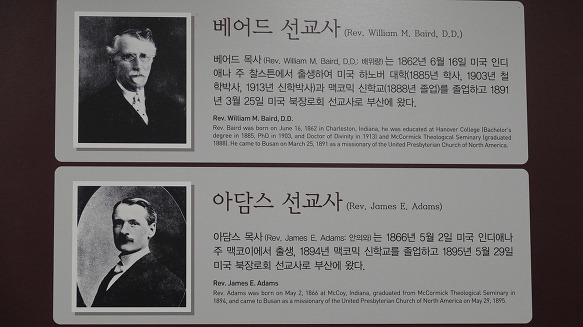 베어드 선교사 (Rev. William M. Baird, D.D.)
베어드 목사(Rev. William M. Baird, D.D.; 배위량)는 1862년 6월 16일 미국 인디
애나 주 찰스톤에서 출생하여 미국 하노버 대학(1885년 학사, 1903년 철
학박사, 1913년 신학박사)과 맥코믹 신학교(1888년 졸업)를 졸업하고 1891
년 3월 25일 미국 북장로회 선교사로 부산에 왔다.
Rev. William M. Baird, D.D.
Rev. Baird was born on June 16, 1862 in Charleston, Indiana, he was educated at Hanover College (Bachelor's
degree in 1885, PhD in 1903, and Doctor of Divinity in 1913) and McCormick Theological Seminary (graduated
1888). He came to Busan on March 25, 1891 as a missionary of the United Presbyterian Church of North America.
아담스 선교사 (Rev. James E. Adams)
아담스 목사(Rev. James E. Adams: 안의와)는 1866년 5월 2일 미국 인디애나
주 맥코이에서 출생, 1894년 맥코믹 신학교를 졸업하고 1895년 5월 29일
미국 북장로회 선교사로 부산에 왔다.
Rev. James E. Adams
Rev. Adams was born on May 2, 1866 at McCoy, Indiana, graduated from McCormick Theological Seminary in
1894, and came to Busan as a missionary of the United Presbyterian Church of North America on May 29, 1895.